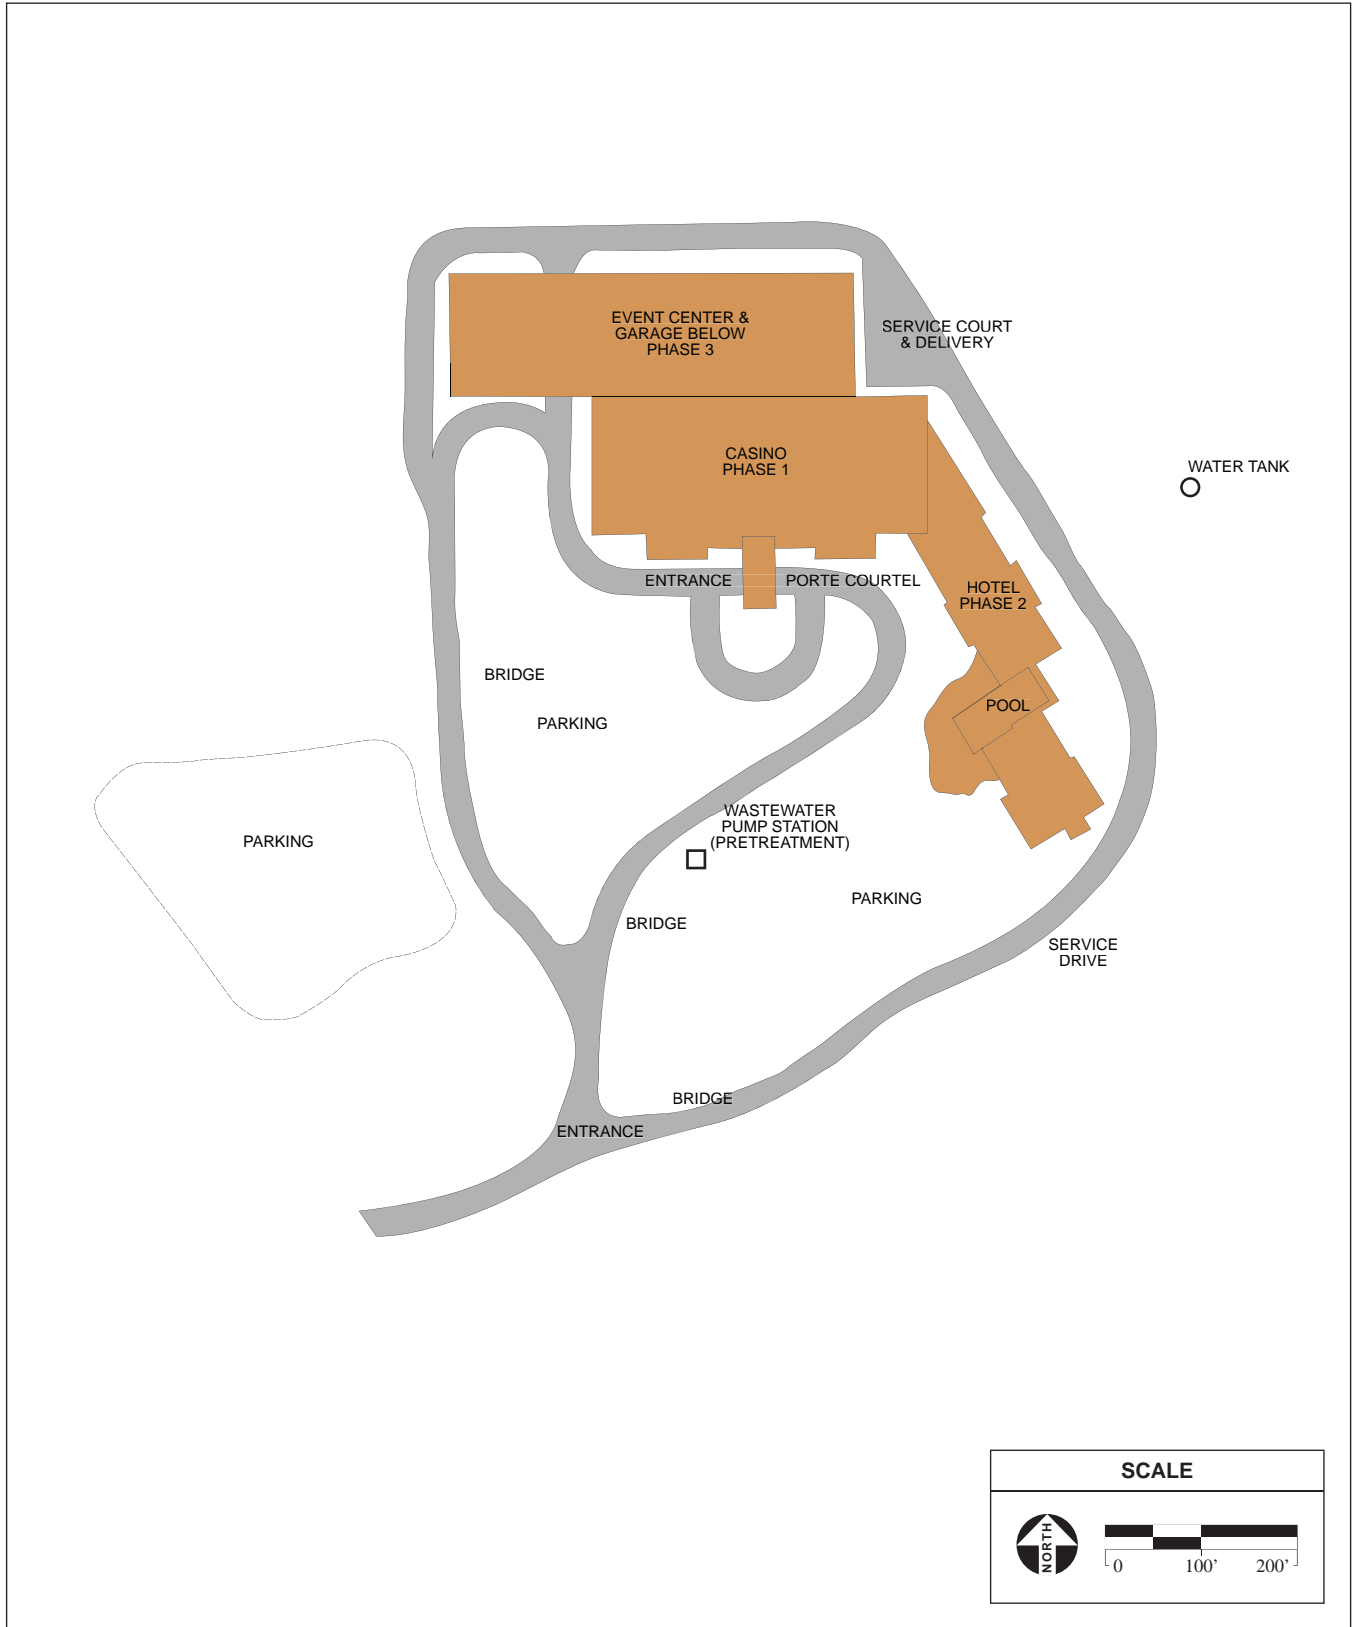 EVENT CENTER &
GARAGE BELOW
PHASE 3
SERVICE COURT
& DELIVERY
CASINO
PHASE 1
WATER TANK
ENTRANCE
PORTE COURTEL
HOTEL
PHASE 2
BRIDGE
POOL
PARKING
WASTEWATER
PUMP STATION
(PRETREATMENT)
PARKING
PARKING
BRIDGE
SERVICE
DRIVE
BRIDGE
ENTRANCE
SCALE
NORTH
0 100' 200'